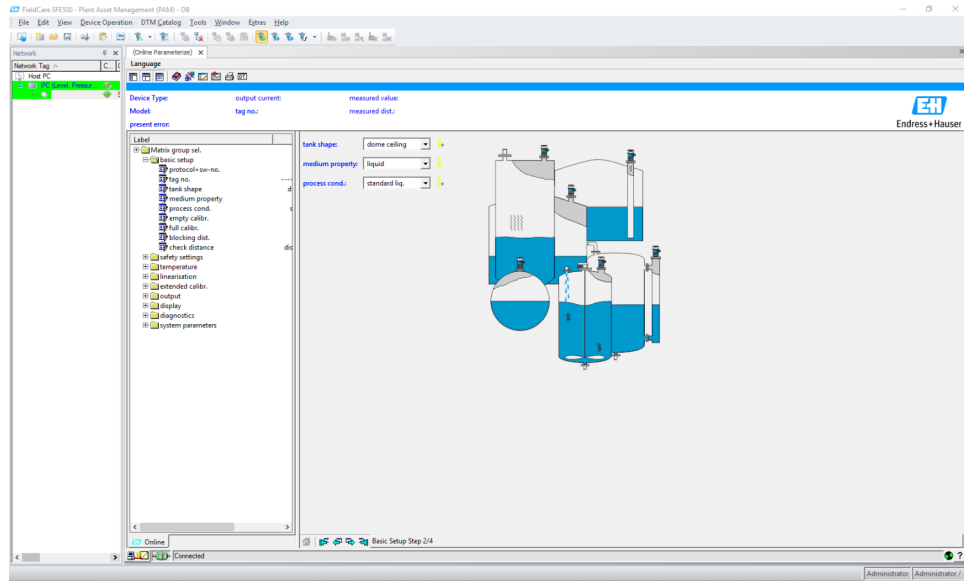 FieldCare SFE500 - Plant Asset Management (PAM) - DB
File Edit View Device Operation DTM Catalog Tools Window Extras Help
Network
(Online Parameterize)
Network Tag
C...
Language
Host PC
IPC (Level, Pressur...
Device Type: output current: measured value:
Model: tag no.: measured dist.:
present error:
Endress+Hauser
Label
Matrix group sel.
basic setup
protocol+sw-no.
tag no. ----
tank shape d
medium property
process cond. s
empty calibr.
full calibr.
blocking dist.
check distance dis
safety settings
temperature
linearisation
extended calibr.
output
display
diagnostics
system parameters
tank shape: dome ceiling
medium property: liquid
process cond.: standard liq.
Online
Basic Setup Step 2/4
Connected
Administrator Administrator /